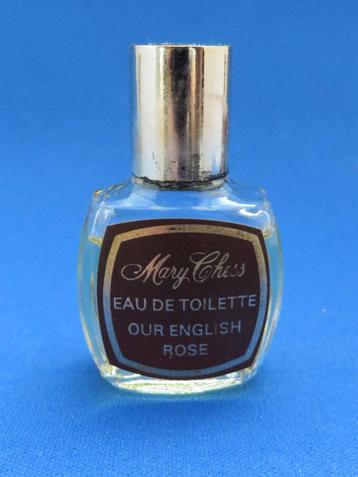 Mary Chess
EAU DE TOILETTE
OUR ENGLISH
ROSE